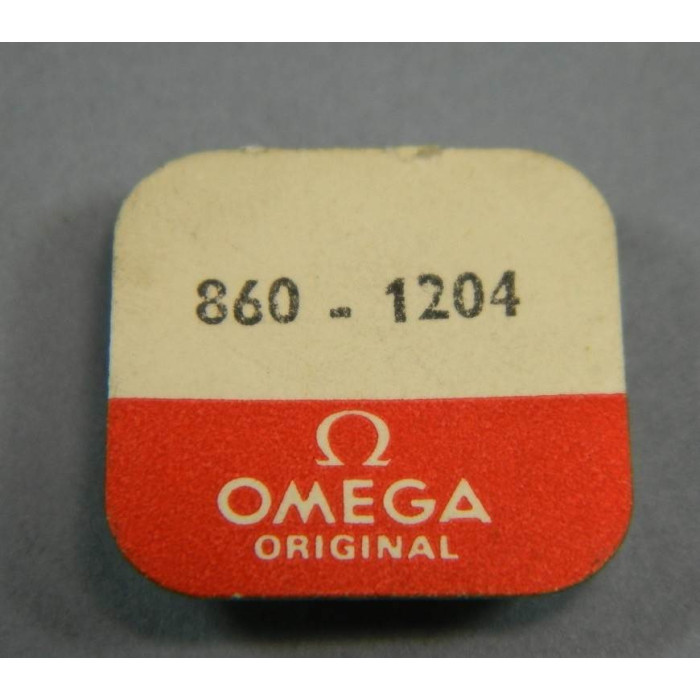 860 - 1204
Ω
OMEGA
ORIGINAL